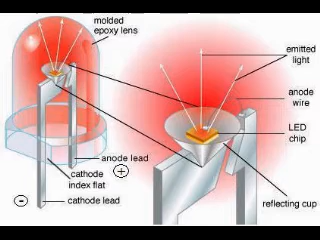 molded
epoxy lens
emitted
light
anode
wire
LED
chip
reflecting cup
anode lead
+
cathode
index flat
-
cathode lead